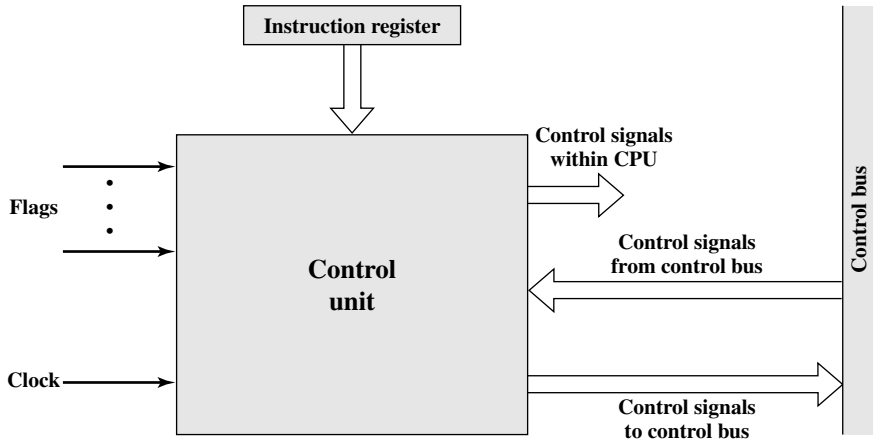 Instruction register
Control signals
within CPU
Flags
Control bus
Control signals
from control bus
Control
unit
Clock
Control signals
to control bus